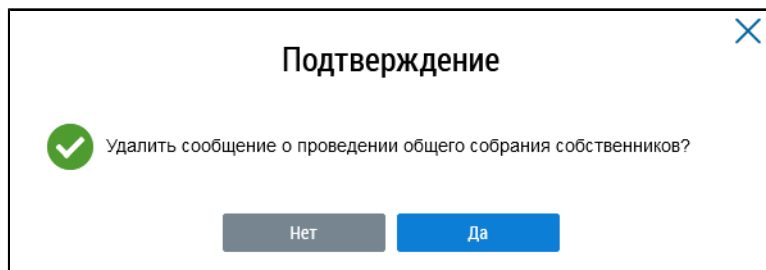 Подтверждение
Удалить сообщение о проведении общего собрания собственников?
Нет
Да